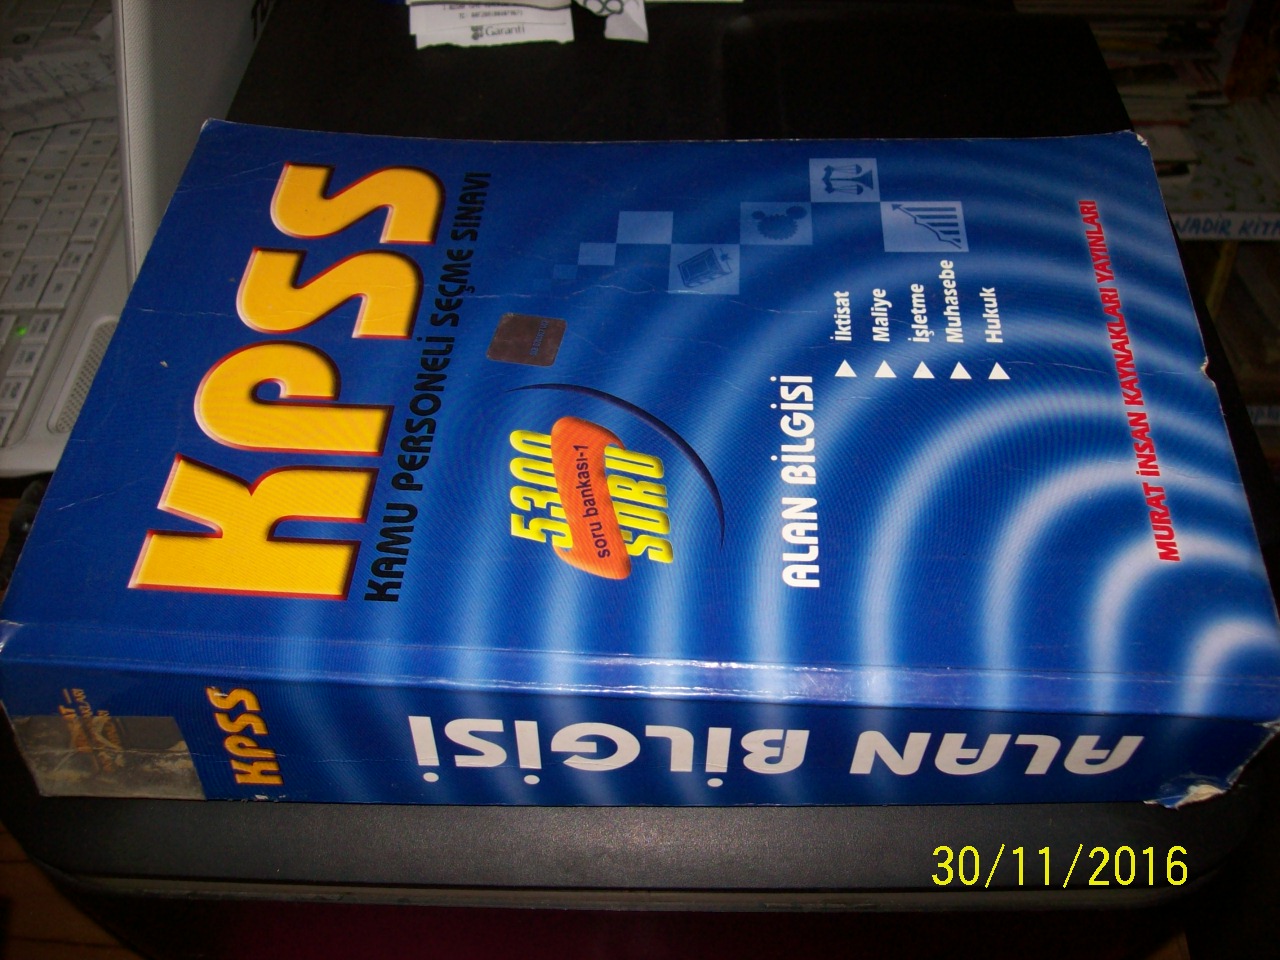 KPSS
KAMU PERSONELİ SEÇME SINAVI
5300
soru bankası-1
SORU
ALAN BİLGİSİ
İktisat
Maliye
İşletme
Muhasebe
Hukuk
MURAT İNSAN KAYNAKLARI YAYINLARI
KPSS
ALAN BİLGİSİ
Garanti
30/11/2016